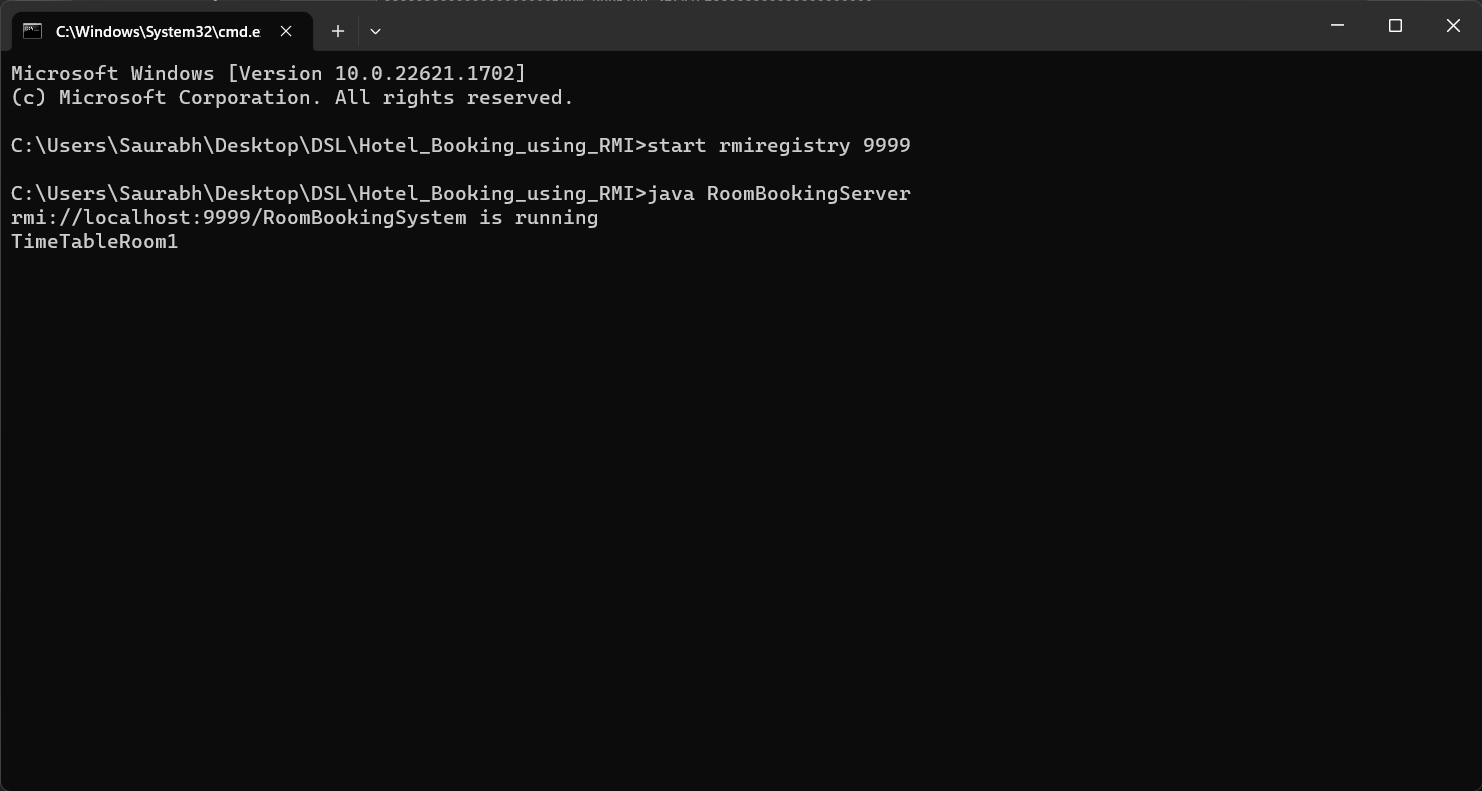 C:\Windows\System32\cmd.e
Microsoft Windows [Version 10.0.22621.1702]
(c) Microsoft Corporation. All rights reserved.
C:\Users\Saurabh\Desktop\DSL\Hotel_Booking_using_RMI>start rmiregistry 9999
C:\Users\Saurabh\Desktop\DSL\Hotel_Booking_using_RMI>java RoomBookingServer
rmi://localhost:9999/RoomBookingSystem is running
TimeTableRoom1